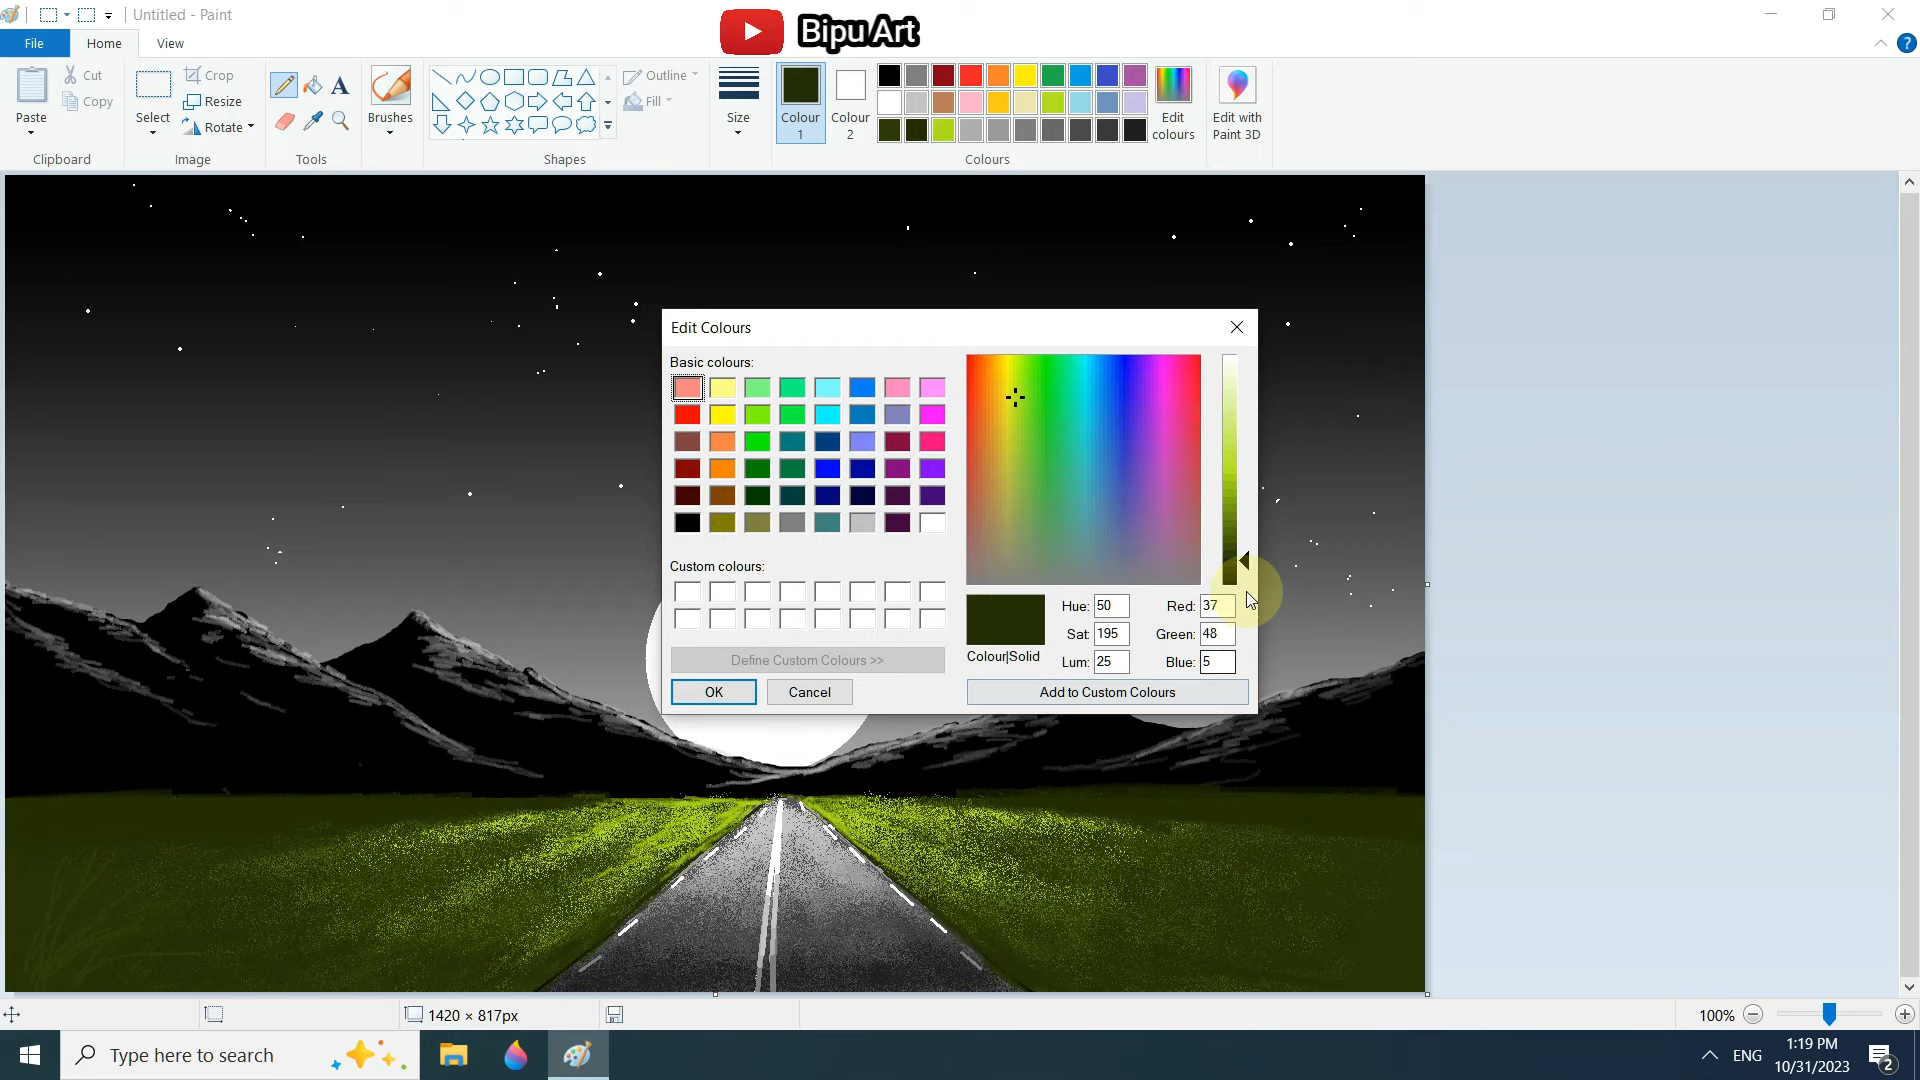 Untitled - Paint
Bipu Art
File
Home
View
Paste
Cut
Copy
Clipboard
Select
Crop
Resize
Rotate
Image
Tools
Brushes
Shapes
Outline
Fill
Size
Colour 1
Colour 2
Colours
Edit colours
Edit with Paint 3D
Edit Colours
Basic colours:
Custom colours:
Define Custom Colours >>
OK
Cancel
Colour|Solid
Hue: 50
Sat: 195
Lum: 25
Red: 37
Green: 48
Blue: 5
Add to Custom Colours
1420 × 817px
100%
Type here to search
ENG
1:19 PM
10/31/2023
2